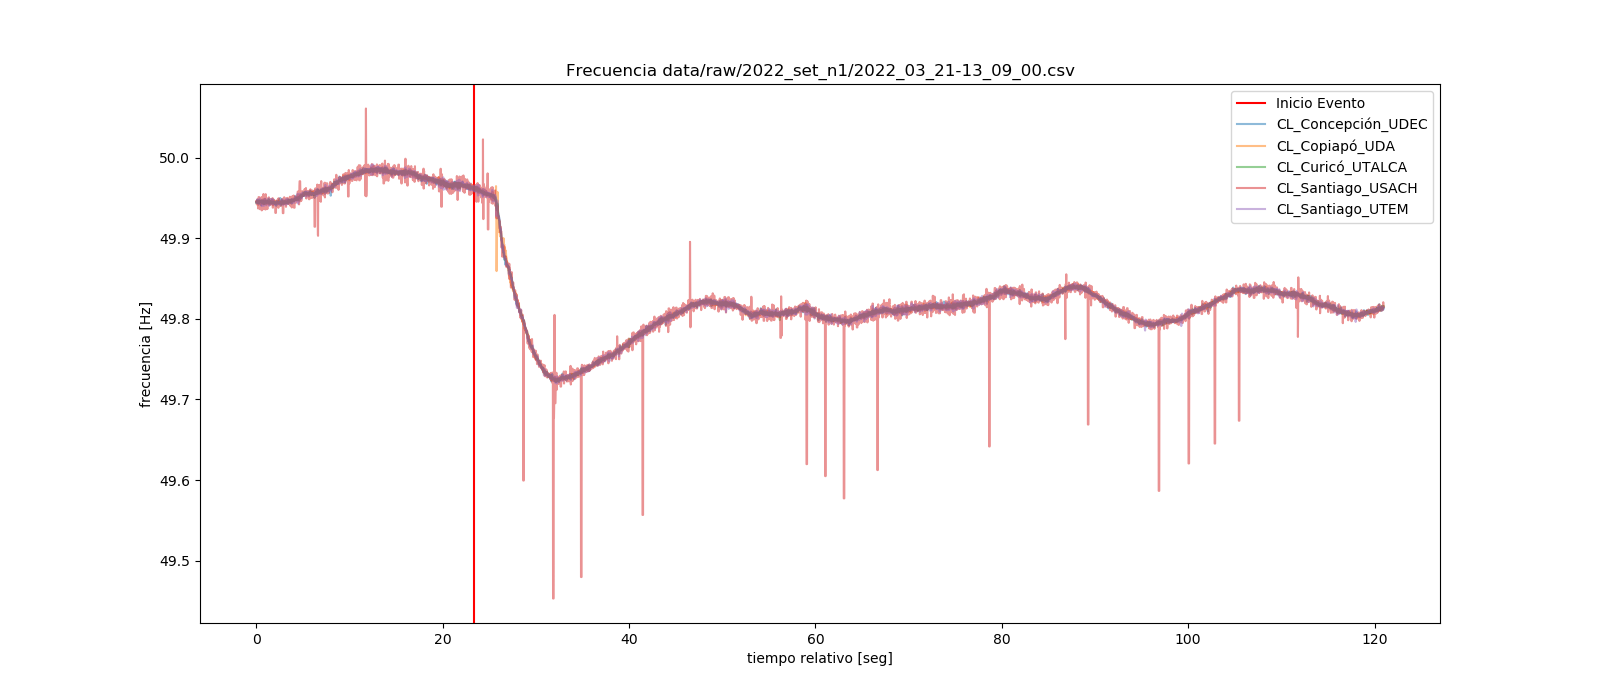 Frecuencia data/raw/2022_set_n1/2022_03_21-13_09_00.csv
Inicio Evento
CL_Concepción_UDEC
CL_Copiapó_UDA
CL_Curicó_UTALCA
CL_Santiago_USACH
CL_Santiago_UTEM
frecuencia [Hz]
50.0
49.9
49.8
49.7
49.6
49.5
0 20 40 60 80 100 120
tiempo relativo [seg]